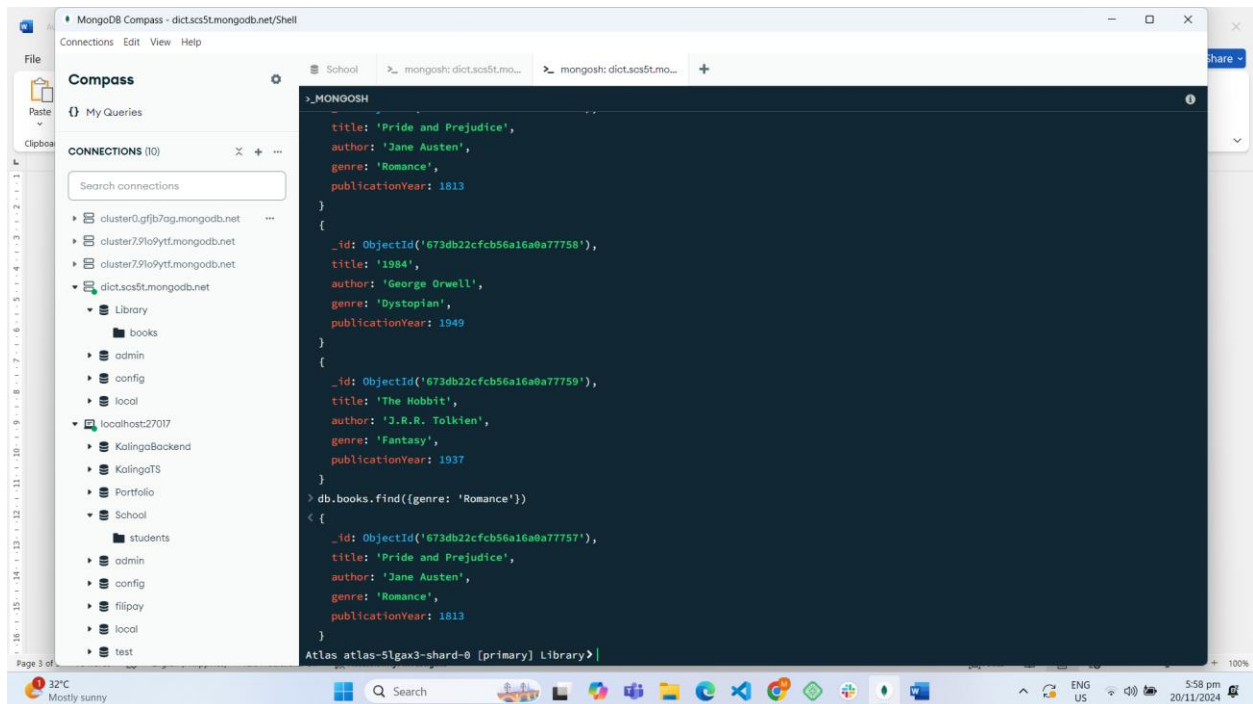 MongoDB Compass - dict.scs5t.mongodb.net/Shell
Connections Edit View Help
File
Share
Paste
Compass
{} My Queries
CONNECTIONS (10)
Search connections
cluster0.gfjb7ag.mongodb.net
cluster7.91o9ytf.mongodb.net
cluster7.91o9ytf.mongodb.net
dict.scs5t.mongodb.net
Library
books
admin
config
local
localhost:27017
KalingaBackend
KalingaTS
Portfolio
School
students
admin
config
filipay
local
test
School
>_ mongosh: dict.scs5t.mo...
>_ mongosh: dict.scs5t.mo...
+
>_MONGOSH
title: 'Pride and Prejudice',
author: 'Jane Austen',
genre: 'Romance',
publicationYear: 1813
}
{
_id: ObjectId('673db22cfcb56a16a0a77758'),
title: '1984',
author: 'George Orwell',
genre: 'Dystopian',
publicationYear: 1949
}
{
_id: ObjectId('673db22cfcb56a16a0a77759'),
title: 'The Hobbit',
author: 'J.R.R. Tolkien',
genre: 'Fantasy',
publicationYear: 1937
}
> db.books.find({genre: 'Romance'})
< {
_id: ObjectId('673db22cfcb56a16a0a77757'),
title: 'Pride and Prejudice',
author: 'Jane Austen',
genre: 'Romance',
publicationYear: 1813
}
Atlas atlas-5lgax3-shard-0 [primary] Library>
Page 3 of
100%
32°C
Mostly sunny
Search
ENG
US
5:58 pm
20/11/2024